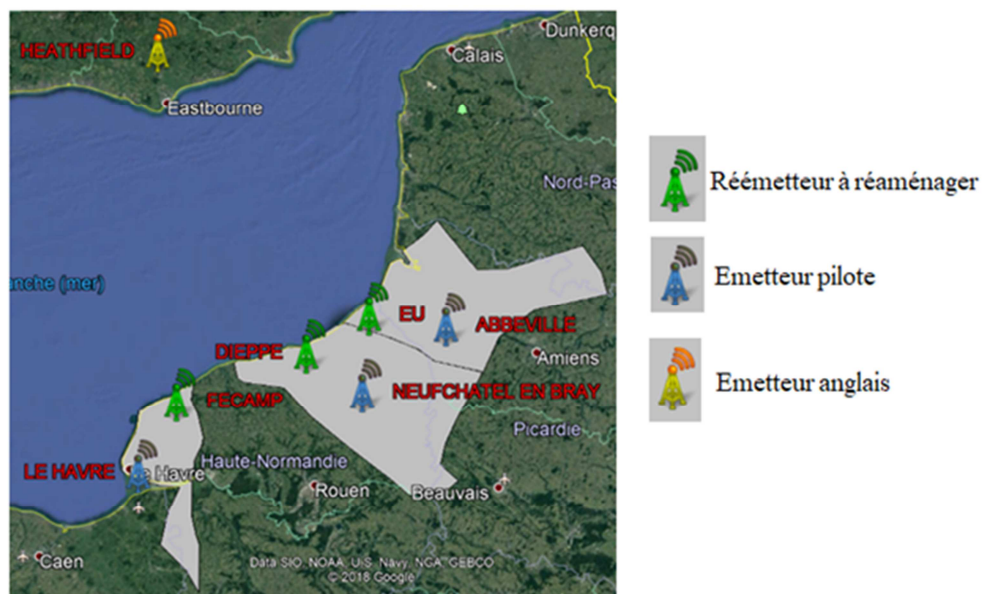 HEATHFIELD
Eastbourne
Dunkerq
Calais
Nord-Pas
nche (mer)
EU
ABBEVILLE
DIEPPE
Amiens
NEUFCHATEL EN BRAY
FECAMP
Picardie
LE HAVRE
e Havre
Haute-Normandie
Rouen
Beauvais
Caen
Data SIO, NOAA, U.S. Navy, NGA, GEBCO
© 2018 Google
Réémetteur à réaménager
Emetteur pilote
Emetteur anglais